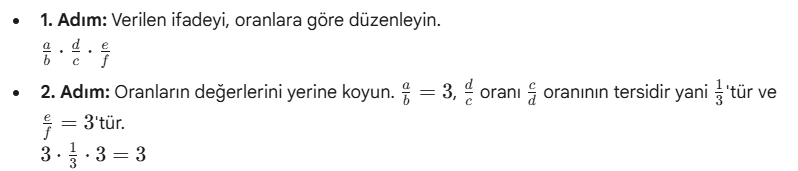 • 1. Adım: Verilen ifadeyi, oranlara göre düzenleyin.
a/b · d/c · e/f
• 2. Adım: Oranların değerlerini yerine koyun. a/b = 3, d/c oranı c/d oranının tersidir yani 1/3'tür ve
e/f = 3'tür.
3 · 1/3 · 3 = 3